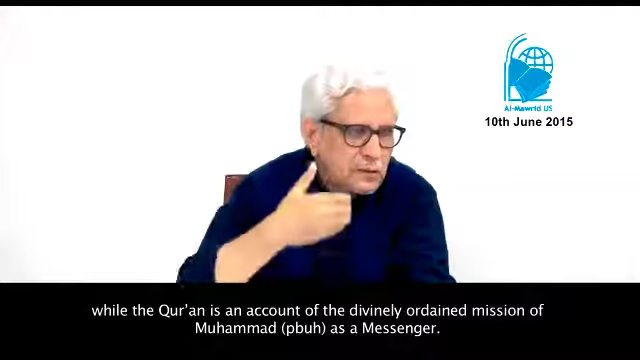 Al-Mawrid US
10th June 2015
while the Qur'an is an account of the divinely ordained mission of
Muhammad (pbuh) as a Messenger.